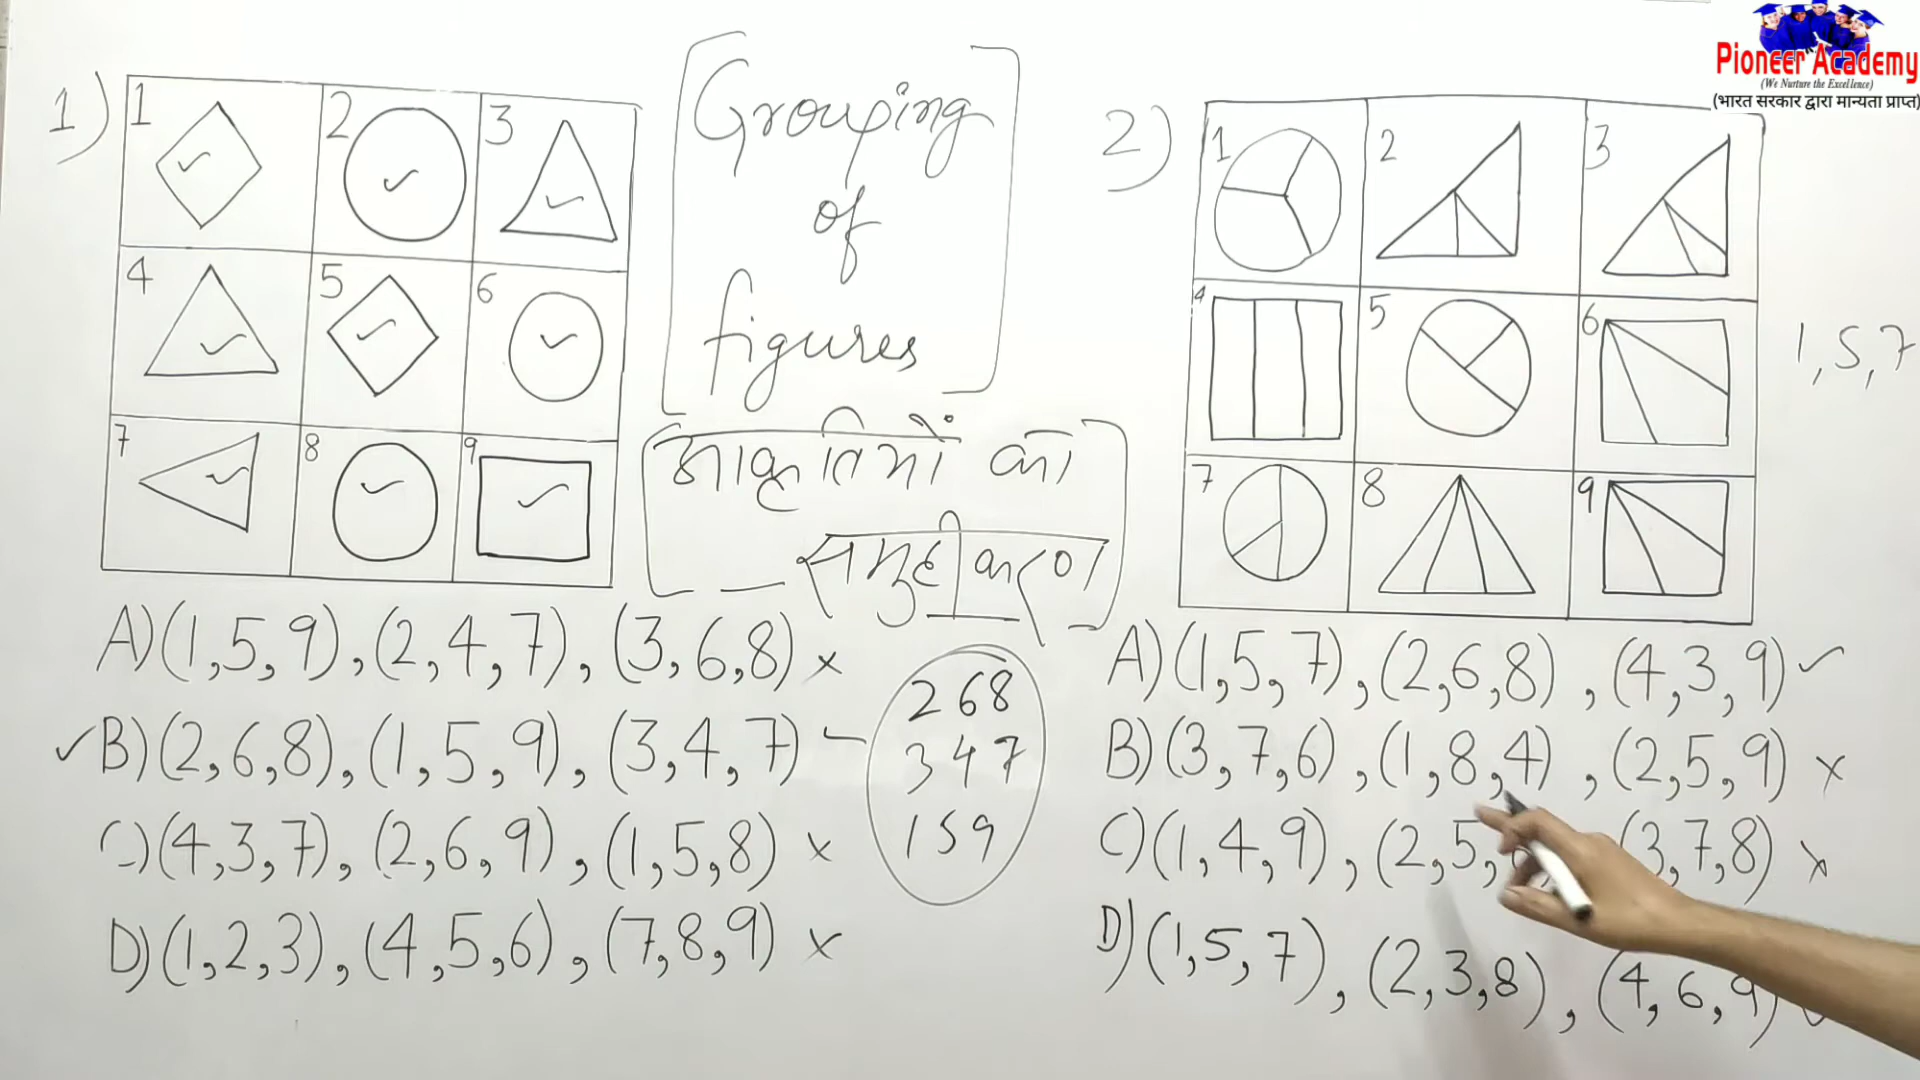 Pioneer Academy
(We Nurture the Excellence)
(भारत सरकार द्वारा मान्यता प्राप्त)
Grouping
of
figures
आकृतियों का
समूहीकरण
1)
1 2 3
4 5 6
7 8 9
A) (1,5,9), (2,4,7), (3,6,8) ×
✓ B) (2,6,8), (1,5,9), (3,4,7) ✓
C) (4,3,7), (2,6,9), (1,5,8) ×
D) (1,2,3), (4,5,6), (7,8,9) ×
268
347
159
2)
1 2 3
4 5 6
7 8 9
1,5,7
A) (1,5,7), (2,6,8), (4,3,9) ✓
B) (3,7,6), (1,8,4), (2,5,9) ×
C) (1,4,9), (2,5, (3,7,8) ×
D) (1,5,7), (2,3,8), (4,6,9)